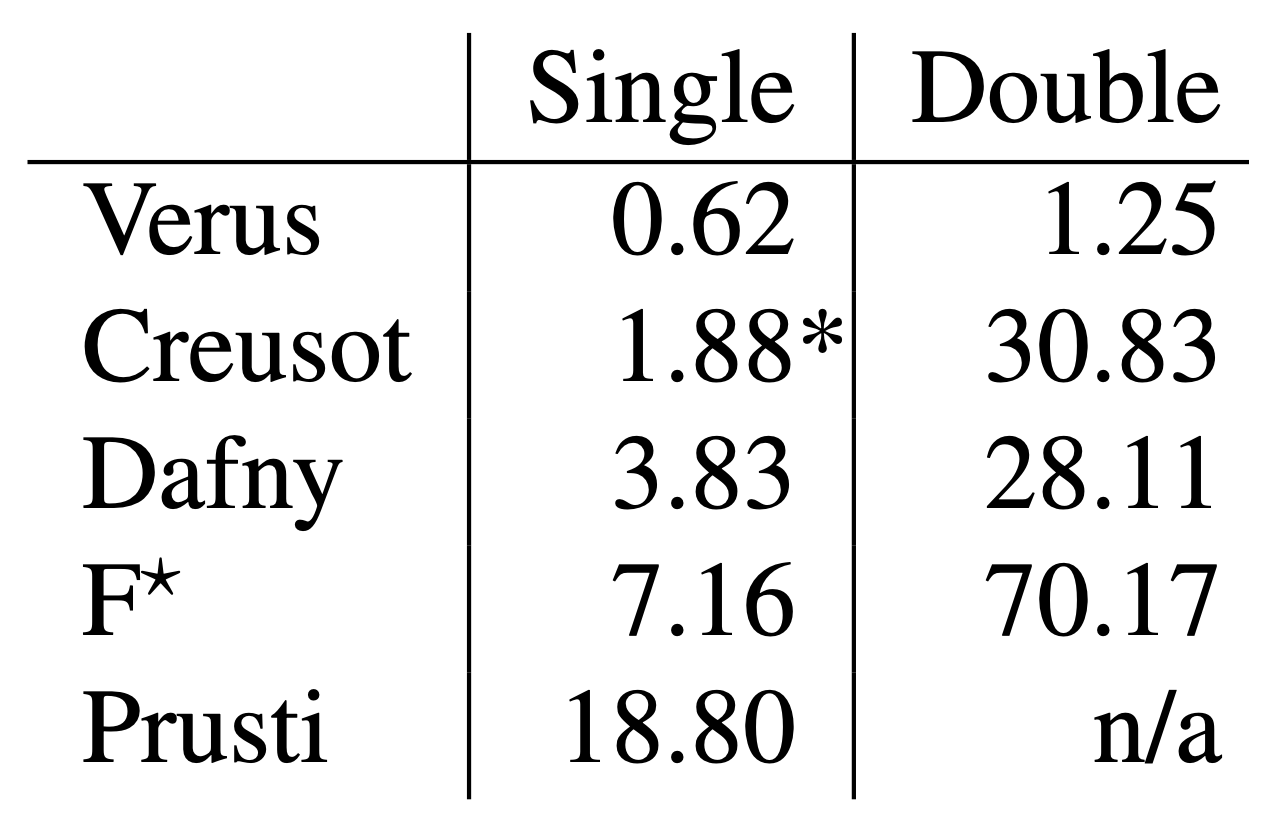 Single Double
Verus 0.62 1.25
Creusot 1.88* 30.83
Dafny 3.83 28.11
F⋆ 7.16 70.17
Prusti 18.80 n/a